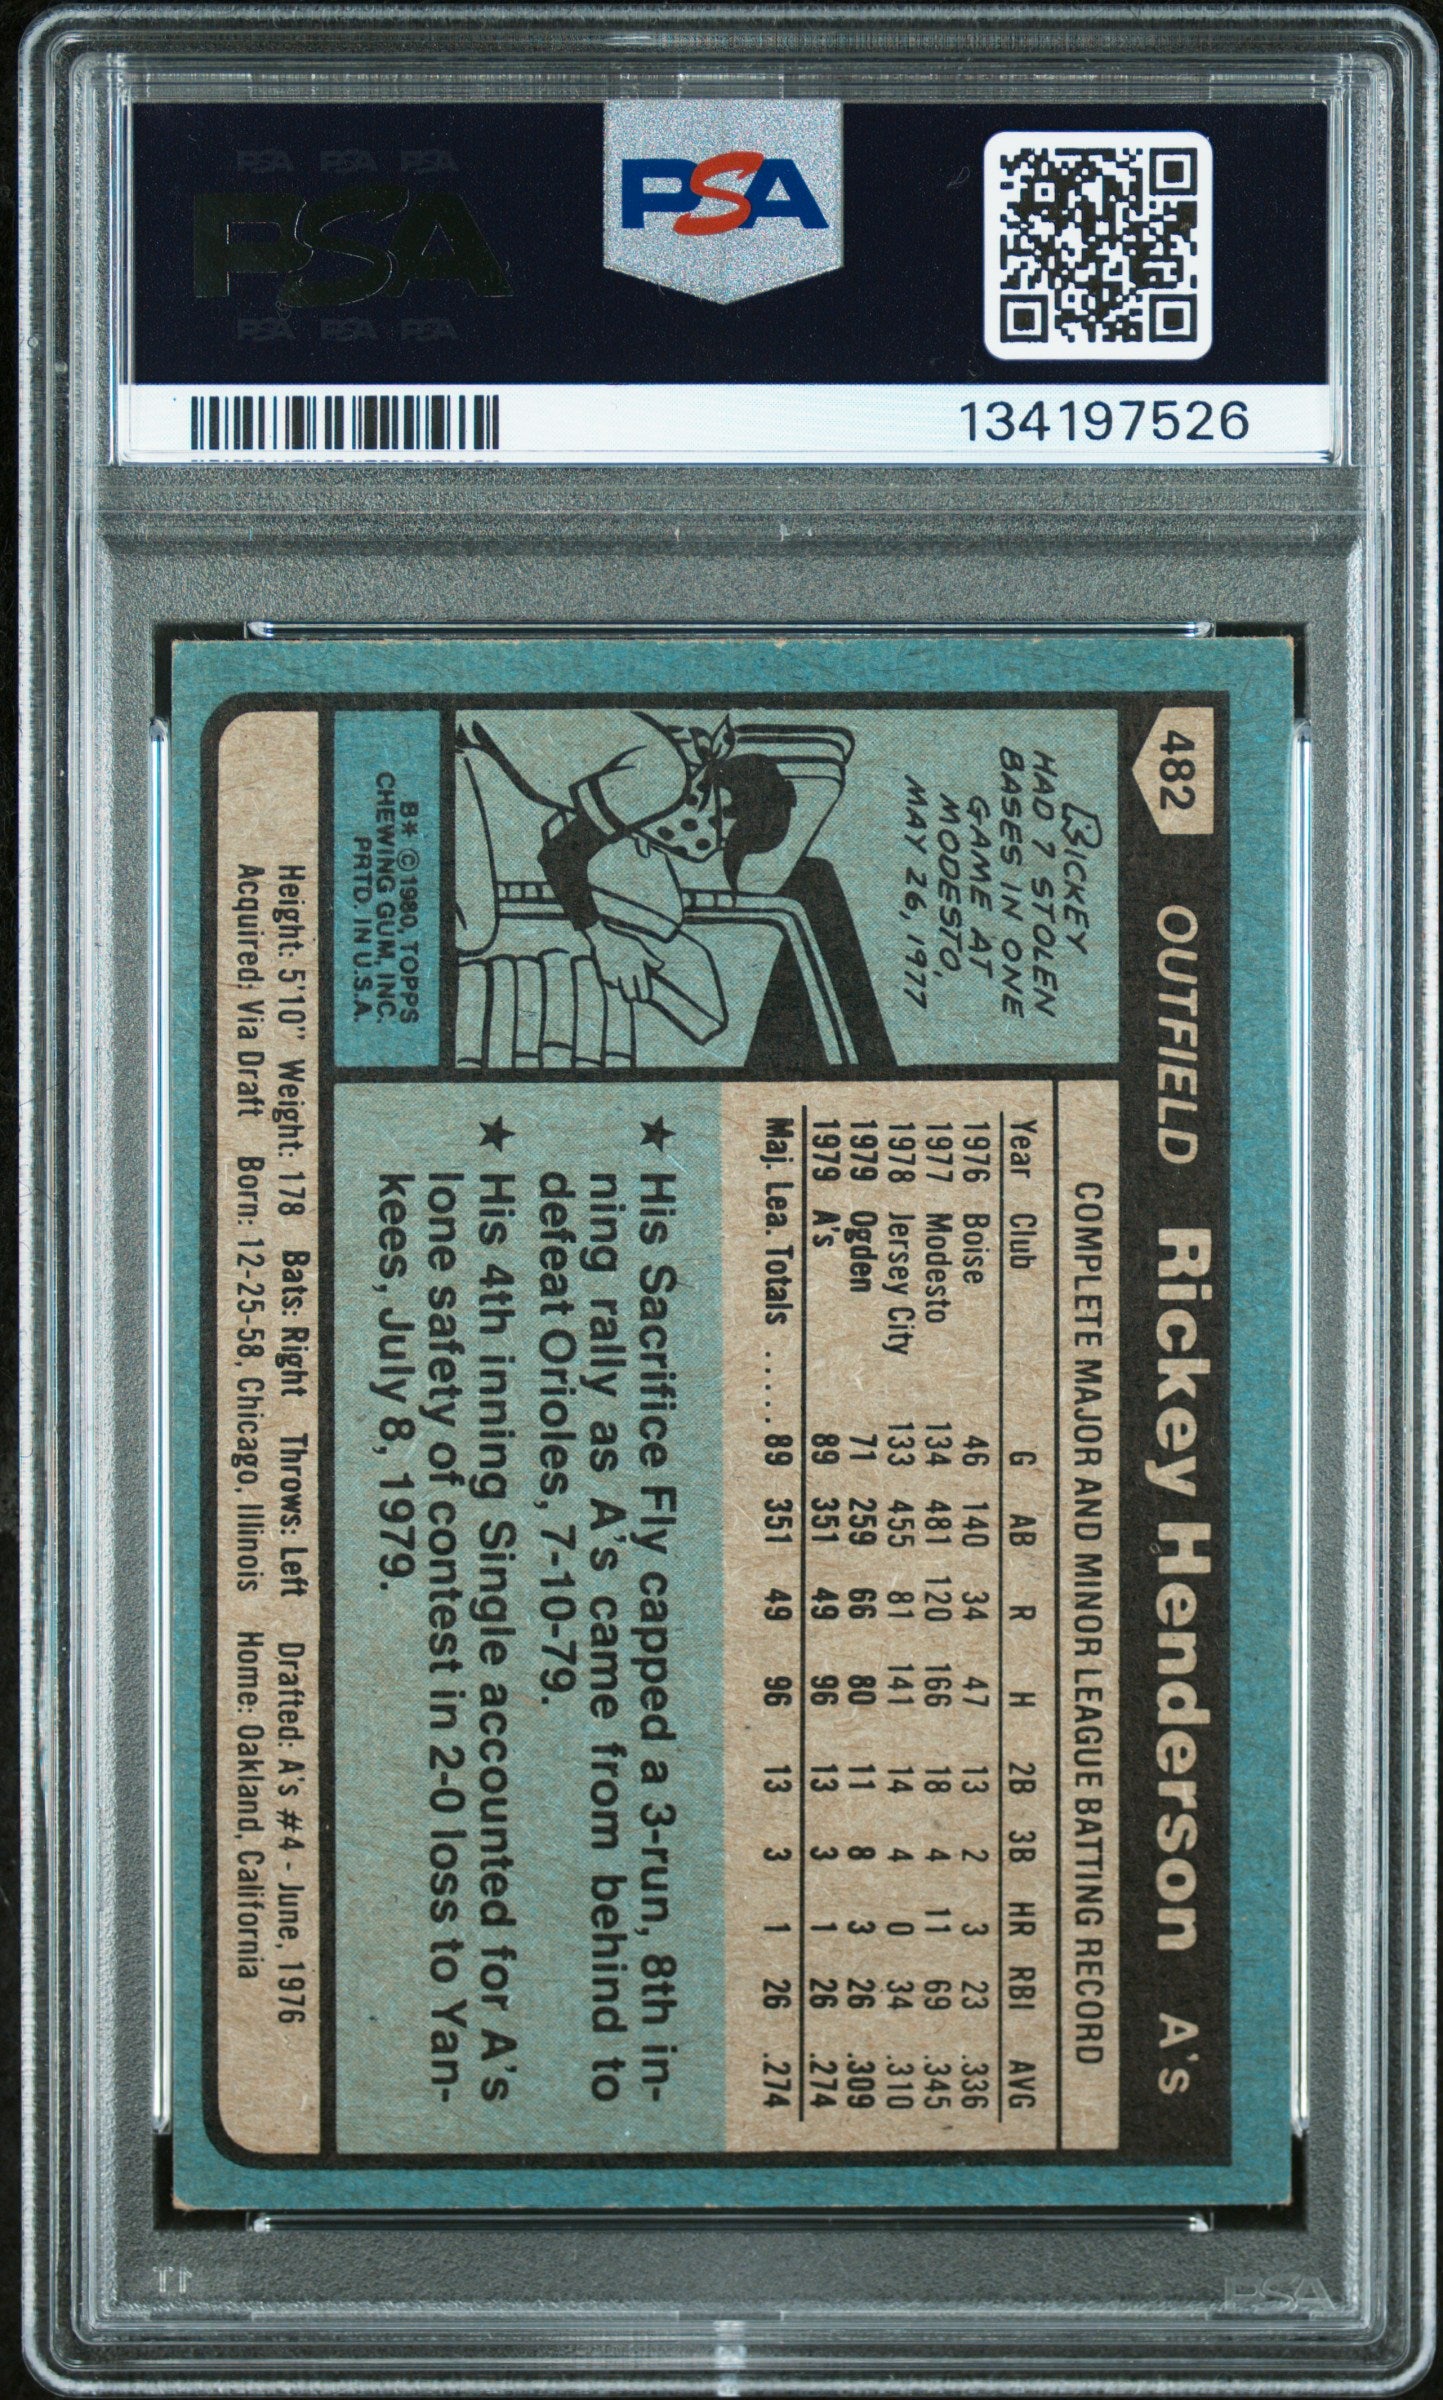 PSA PSA PSA
PSA
PSA PSA PSA
PSA
134197526
482 OUTFIELD Rickey Henderson A's
RICKEY
HAD 7 STOLEN
BASES IN ONE
GAME AT
MODESTO,
MAY 26, 1977
B* ©1980, TOPPS
CHEWING GUM, INC.
PRTD. IN U.S.A.
COMPLETE MAJOR AND MINOR LEAGUE BATTING RECORD
Year Club G AB R H 2B 3B HR RBI AVG
1976 Boise 46 140 34 47 13 2 3 23 .336
1977 Modesto 134 481 120 166 18 4 11 69 .345
1978 Jersey City 133 455 81 141 14 4 0 34 .310
1979 Ogden 71 259 66 80 11 8 3 26 .309
1979 A's 89 351 49 96 13 3 1 26 .274
Maj. Lea. Totals ..... 89 351 49 96 13 3 1 26 .274
★ His Sacrifice Fly capped a 3-run, 8th in-
ning rally as A's came from behind to
defeat Orioles, 7-10-79.
★ His 4th inning Single accounted for A's
lone safety of contest in 2-0 loss to Yan-
kees, July 8, 1979.
Height: 5'10" Weight: 178 Bats: Right Throws: Left Drafted: A's #4 - June, 1976
Acquired: Via Draft Born: 12-25-58, Chicago, Illinois Home: Oakland, California
PSA